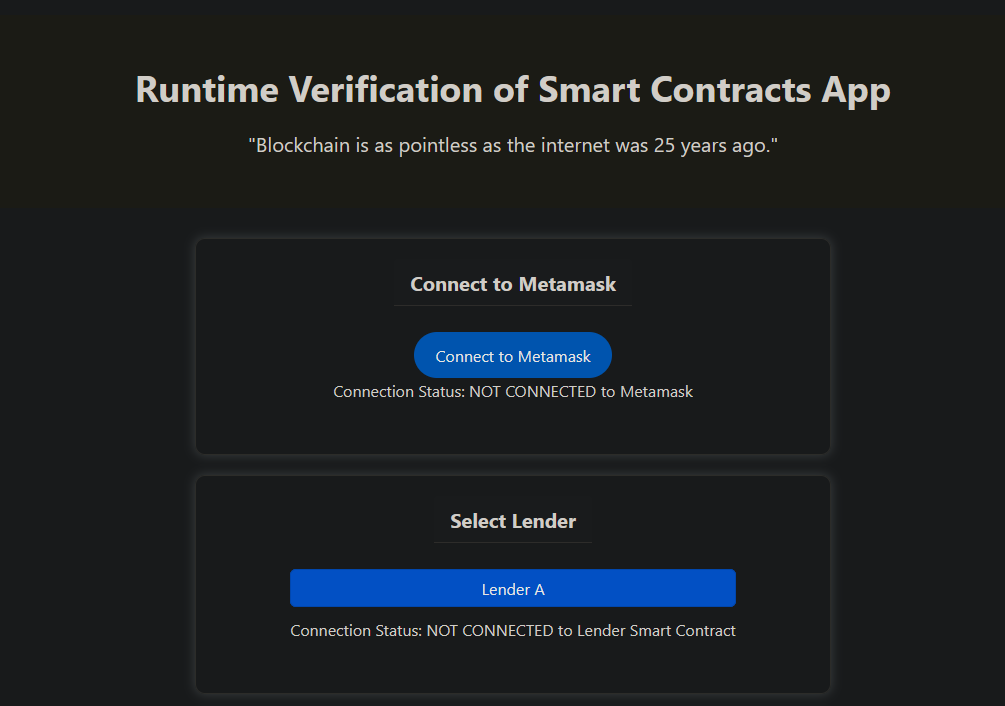 Runtime Verification of Smart Contracts App
"Blockchain is as pointless as the internet was 25 years ago."
Connect to Metamask
Connect to Metamask
Connection Status: NOT CONNECTED to Metamask
Select Lender
Lender A
Connection Status: NOT CONNECTED to Lender Smart Contract